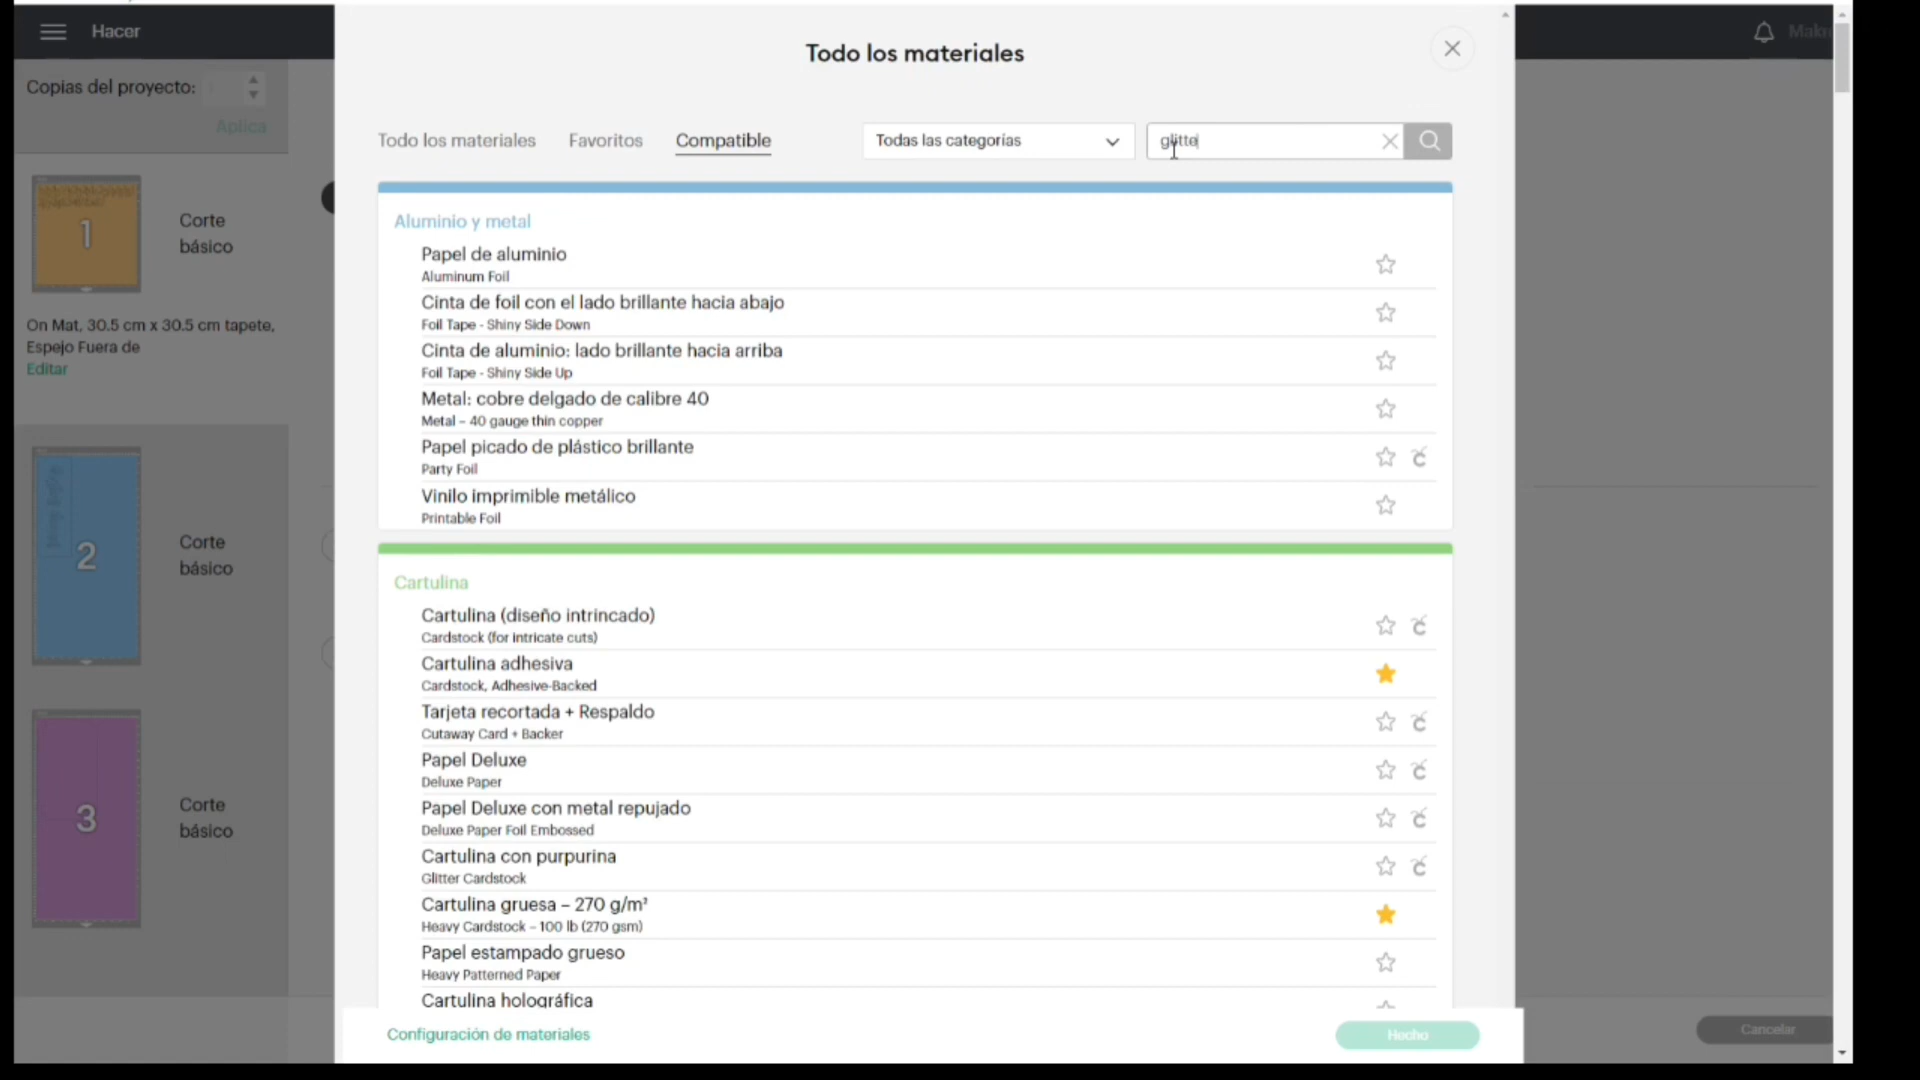 Hacer
Copias del proyecto:
Aplica
1
Corte
básico
On Mat, 30.5 cm x 30.5 cm tapete,
Espejo Fuera de
Editar
2
Corte
básico
3
Corte
básico
Todo los materiales
Todo los materiales
Favoritos
Compatible
Todas las categorías
glitte
Aluminio y metal
Papel de aluminio
Aluminum Foil
Cinta de foil con el lado brillante hacia abajo
Foil Tape - Shiny Side Down
Cinta de aluminio: lado brillante hacia arriba
Foil Tape - Shiny Side Up
Metal: cobre delgado de calibre 40
Metal – 40 gauge thin copper
Papel picado de plástico brillante
Party Foil
Vinilo imprimible metálico
Printable Foil
Cartulina
Cartulina (diseño intrincado)
Cardstock (for intricate cuts)
Cartulina adhesiva
Cardstock, Adhesive-Backed
Tarjeta recortada + Respaldo
Cutaway Card + Backer
Papel Deluxe
Deluxe Paper
Papel Deluxe con metal repujado
Deluxe Paper Foil Embossed
Cartulina con purpurina
Glitter Cardstock
Cartulina gruesa – 270 g/m²
Heavy Cardstock – 100 lb (270 gsm)
Papel estampado grueso
Heavy Patterned Paper
Cartulina holográfica
Configuración de materiales
Hecho
Cancelar